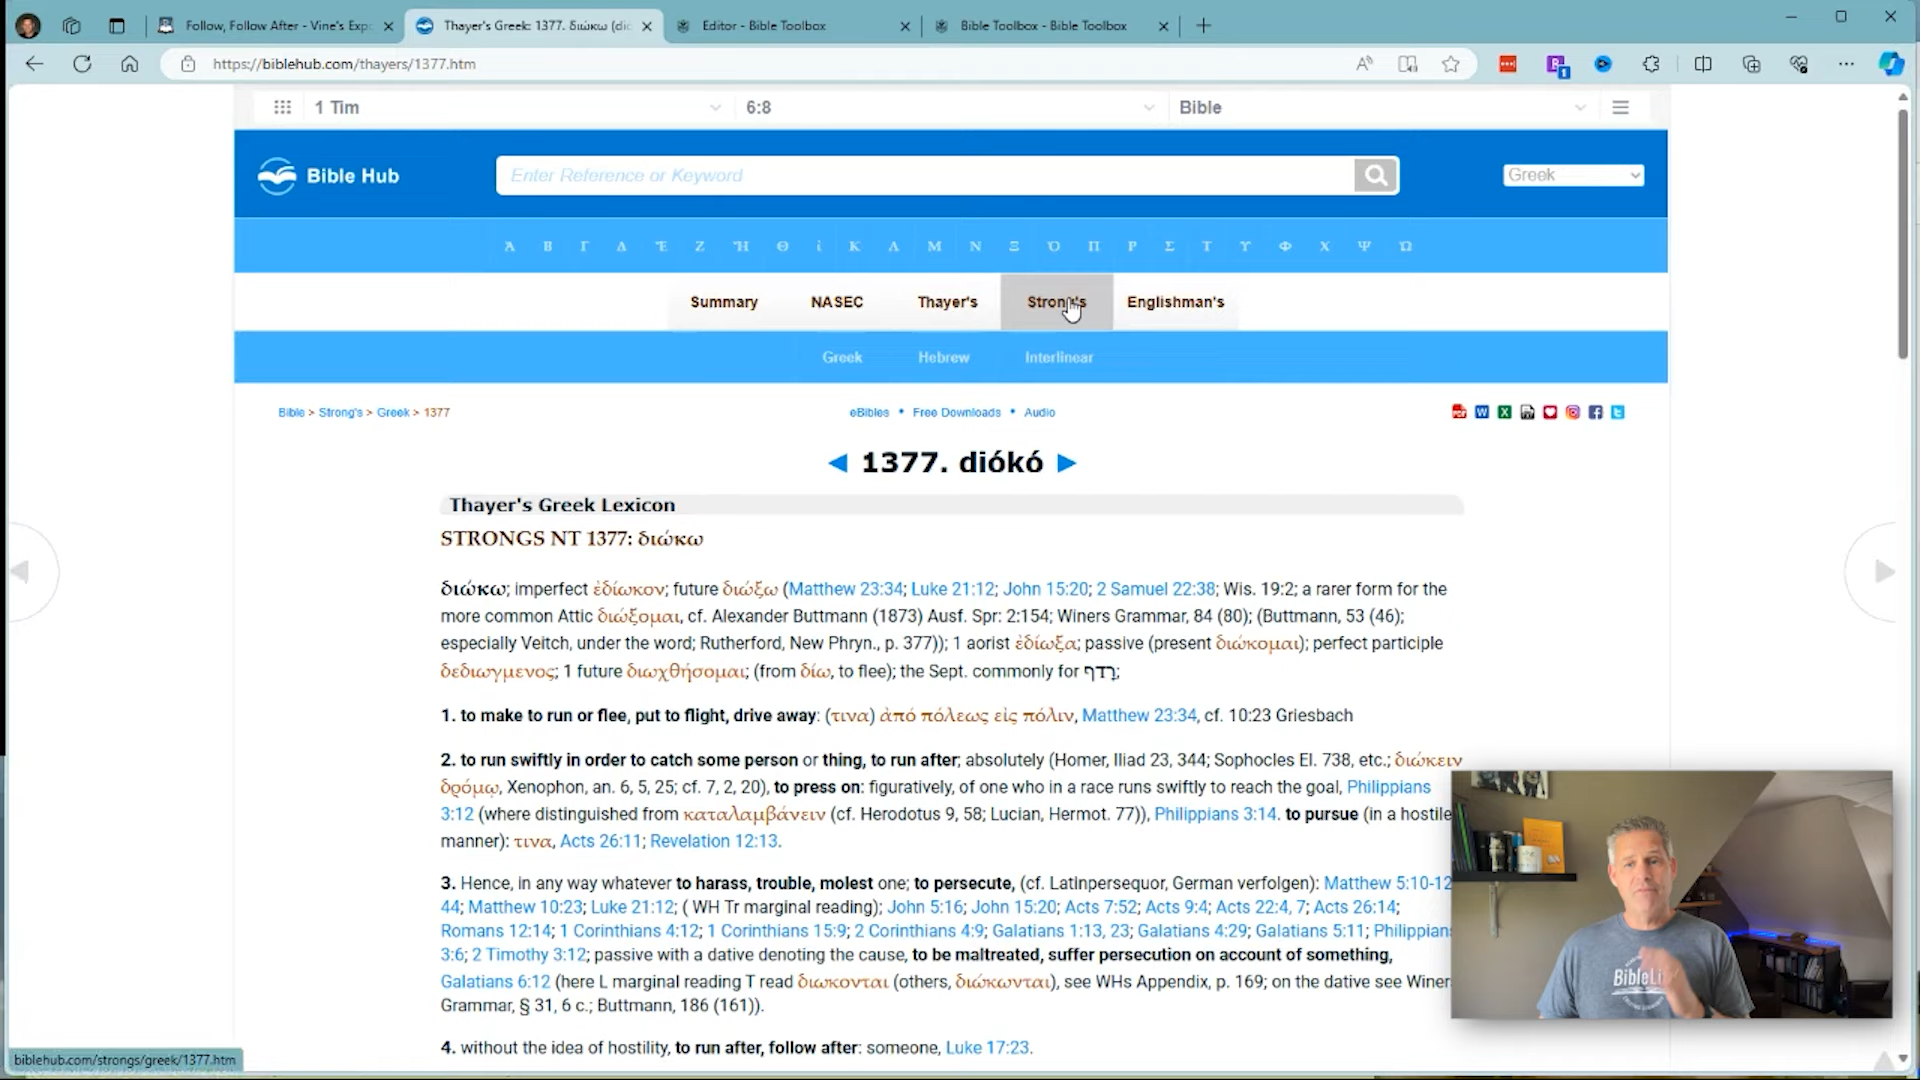 Follow, Follow After - Vine's Exp
Thayer's Greek: 1377. διώκω (dió
Editor - Bible Toolbox
Bible Toolbox - Bible Toolbox
https://biblehub.com/thayers/1377.htm
1 Tim
6:8
Bible
Bible Hub
Enter Reference or Keyword
Greek
Ἀ Β Γ Δ Ἐ Ζ Ἡ Θ ἰ Κ Λ Μ Ν Ξ Ὁ Π Ρ Σ Τ Υ Φ Χ Ψ Ὠ
Summary NASEC Thayer's Strong's Englishman's
Greek Hebrew Interlinear
Bible > Strong's > Greek > 1377
eBibles • Free Downloads • Audio
◄ 1377. diókó ►
Thayer's Greek Lexicon
STRONGS NT 1377: διώκω
διώκω; imperfect ἐδίωκον; future διώξω (Matthew 23:34; Luke 21:12; John 15:20; 2 Samuel 22:38; Wis. 19:2; a rarer form for the
more common Attic διώξομαι, cf. Alexander Buttmann (1873) Ausf. Spr: 2:154; Winers Grammar, 84 (80); (Buttmann, 53 (46);
especially Veitch, under the word; Rutherford, New Phryn., p. 377)); 1 aorist ἐδίωξα; passive (present διώκομαι); perfect participle
δεδιωγμενος; 1 future διωχθήσομαι; (from δίω, to flee); the Sept. commonly for רָדף;
1. to make to run or flee, put to flight, drive away: (τινα) ἀπό πόλεως εἰς πόλιν, Matthew 23:34, cf. 10:23 Griesbach
2. to run swiftly in order to catch some person or thing, to run after; absolutely (Homer, Iliad 23, 344; Sophocles El. 738, etc.; διώκειν
δρόμῳ, Xenophon, an. 6, 5, 25; cf. 7, 2, 20), to press on: figuratively, of one who in a race runs swiftly to reach the goal, Philippians
3:12 (where distinguished from καταλαμβάνειν (cf. Herodotus 9, 58; Lucian, Hermot. 77)), Philippians 3:14. to pursue (in a hostile
manner): τινα, Acts 26:11; Revelation 12:13.
3. Hence, in any way whatever to harass, trouble, molest one; to persecute, (cf. Latinpersequor, German verfolgen): Matthew 5:10-12
44; Matthew 10:23; Luke 21:12; ( WH Tr marginal reading); John 5:16; John 15:20; Acts 7:52; Acts 9:4; Acts 22:4, 7; Acts 26:14;
Romans 12:14; 1 Corinthians 4:12; 1 Corinthians 15:9; 2 Corinthians 4:9; Galatians 1:13, 23; Galatians 4:29; Galatians 5:11; Philippians
3:6; 2 Timothy 3:12; passive with a dative denoting the cause, to be maltreated, suffer persecution on account of something,
Galatians 6:12 (here L marginal reading T read διωκονται (others, διώκωνται), see WHs Appendix, p. 169; on the dative see Winer
Grammar, § 31, 6 c.; Buttmann, 186 (161)).
4. without the idea of hostility, to run after, follow after: someone, Luke 17:23.
biblehub.com/strongs/greek/1377.htm
BibleLi